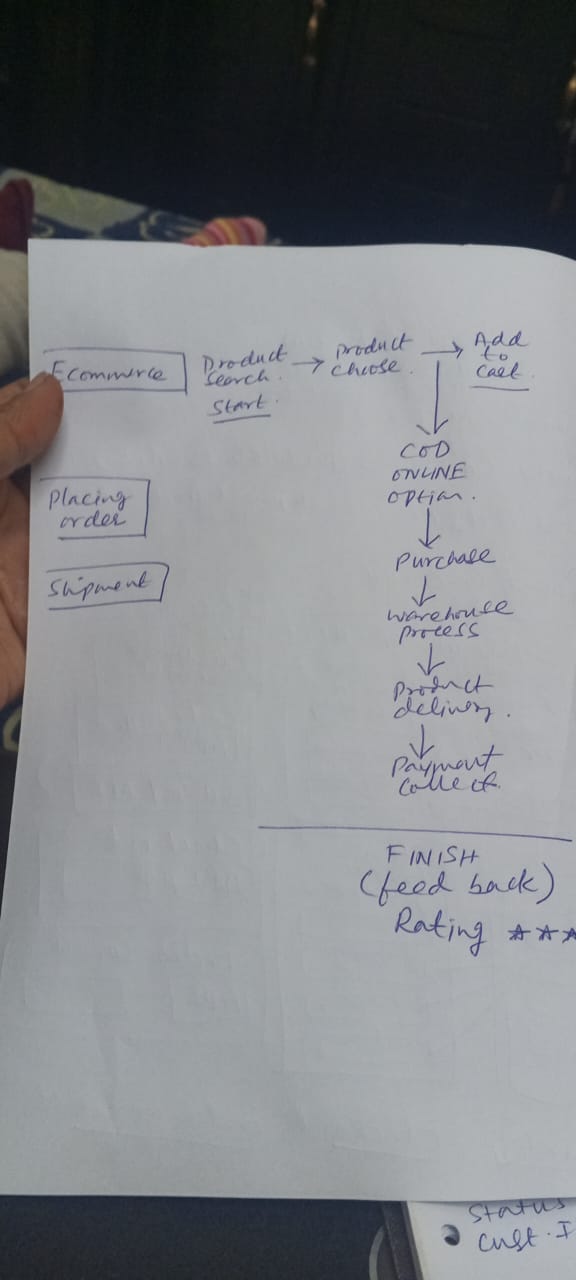 Ecommerce
Product search.
Start.
→ Product choose.
→ Add to Cart.
COD
ONLINE
option.
Placing
order
Shipment
Purchase
Warehouse
process
Product
delivery.
Payment
Collect.
FINISH
(feed back)
Rating ☆☆☆
Status
Cust. I